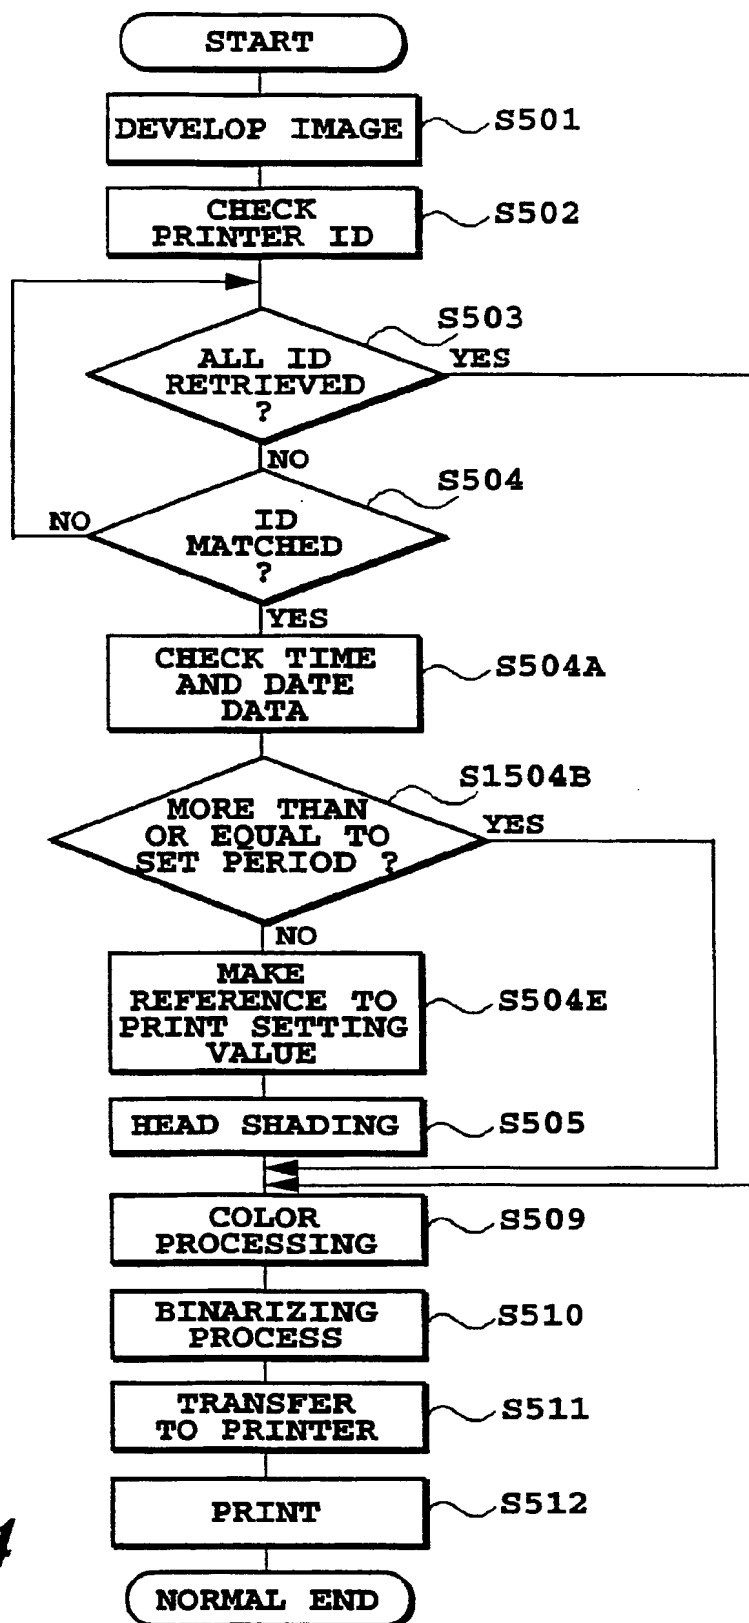 START
DEVELOP IMAGE
S501
CHECK
PRINTER ID
S502
S503
ALL ID
RETRIEVED
?
YES
NO
S504
ID
MATCHED
?
NO
YES
CHECK TIME
AND DATE
DATA
S504A
S1504B
MORE THAN
OR EQUAL TO
SET PERIOD ?
YES
NO
MAKE
REFERENCE TO
PRINT SETTING
VALUE
S504E
HEAD SHADING
S505
COLOR
PROCESSING
S509
BINARIZING
PROCESS
S510
TRANSFER
TO PRINTER
S511
PRINT
S512
4
NORMAL END